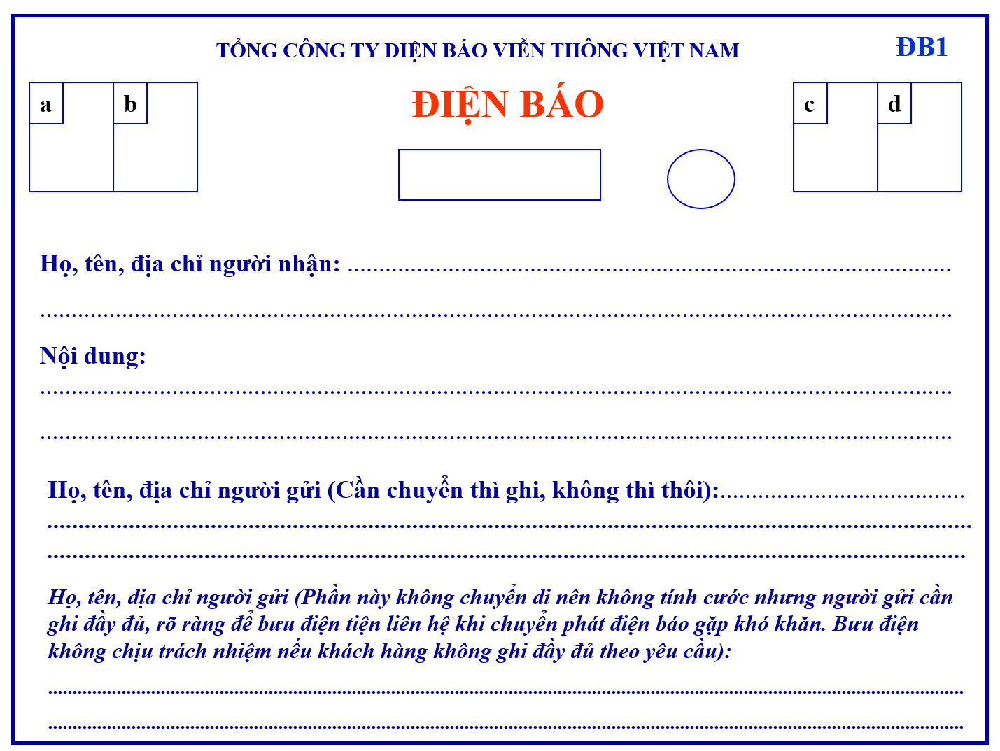 TỔNG CÔNG TY ĐIỆN BÁO VIỄN THÔNG VIỆT NAM
ĐB1
ĐIỆN BÁO
a
b
c
d
Họ, tên, địa chỉ người nhận: ................................................................................................
.................................................................................................................................................
Nội dung:
.................................................................................................................................................
.................................................................................................................................................
Họ, tên, địa chỉ người gửi (Cần chuyển thì ghi, không thì thôi):.......................................
...................................................................................................................................................
..................................................................................................................................................
Họ, tên, địa chỉ người gửi (Phần này không chuyển đi nên không tính cước nhưng người gửi cần
ghi đầy đủ, rõ ràng để bưu điện tiện liên hệ khi chuyển phát điện báo gặp khó khăn. Bưu điện
không chịu trách nhiệm nếu khách hàng không ghi đầy đủ theo yêu cầu):
..................................................................................................................................................
..................................................................................................................................................